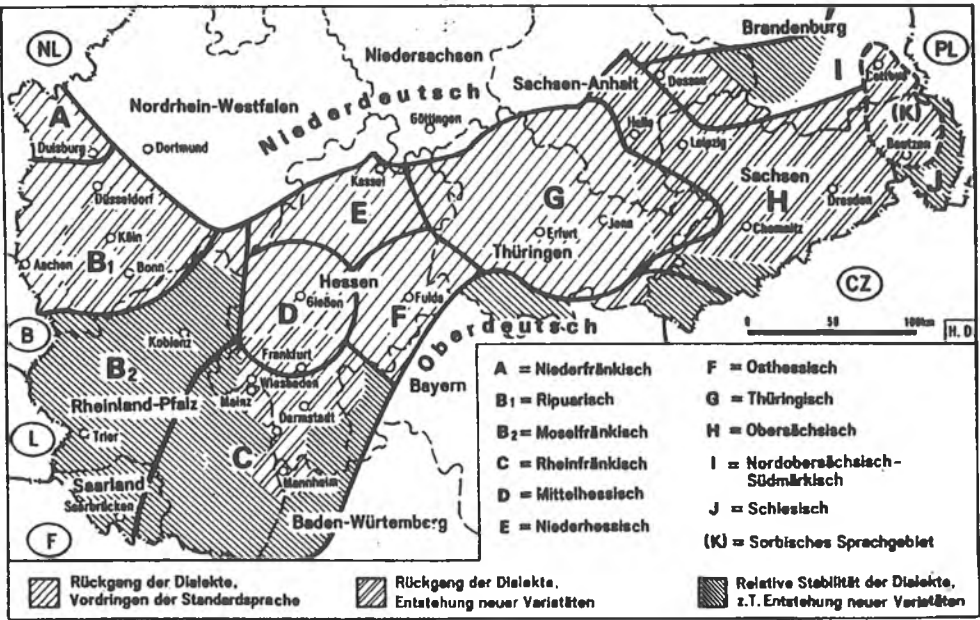 NL
Niedersachsen
Brandenburg
PL
Nordrhein-Westfalen
Niederdeutsch
Sachsen-Anhalt
Dessau
I
Cottbus
A
Göttingen
(K)
Duisburg
Dortmund
Halle
Leipzig
Bautzen
Kassel
Sachsen
J
Düsseldorf
E
G
H
Dresden
Köln
Erfurt
Jena
Chemnitz
Aachen
B1
Bonn
Hessen
Thüringen
CZ
Gießen
Fulda
D
F
Oberdeutsch
0 50 100km
H.D.
B
Koblenz
B2
Frankfurt
Wiesbaden
Bayern
Rheinland-Pfalz
Mainz
Darmstadt
L
Trier
C
Saarland
Mannheim
Saarbrücken
Baden-Würtemberg
F
A = Niederfränkisch
B1 = Ripuarisch
B2 = Moselfränkisch
C = Rheinfränkisch
D = Mittelhessisch
E = Niederhessisch
F = Osthessisch
G = Thüringisch
H = Obersächsisch
I = Nordobersächsisch-
Südmärkisch
J = Schlesisch
(K) = Sorbisches Sprachgebiet
Rückgang der Dialekte,
Vordringen der Standardsprache
Rückgang der Dialekte,
Entstehung neuer Varietäten
Relative Stabilität der Dialekte,
z.T. Entstehung neuer Varietäten